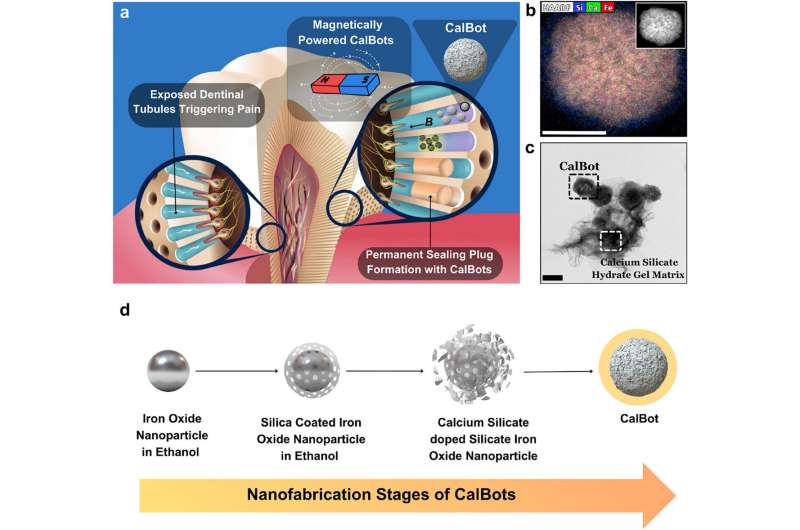 a
Magnetically
Powered CalBots
N S
CalBot
Exposed Dentinal
Tubules Triggering Pain
B
Permanent Sealing Plug
Formation with CalBots
b
HAADF Si Ca Fe
c
CalBot
Calcium Silicate
Hydrate Gel Matrix
d
Iron Oxide
Nanoparticle
in Ethanol
Silica Coated Iron
Oxide Nanoparticle
in Ethanol
Calcium Silicate
doped Silicate Iron
Oxide Nanoparticle
CalBot
Nanofabrication Stages of CalBots